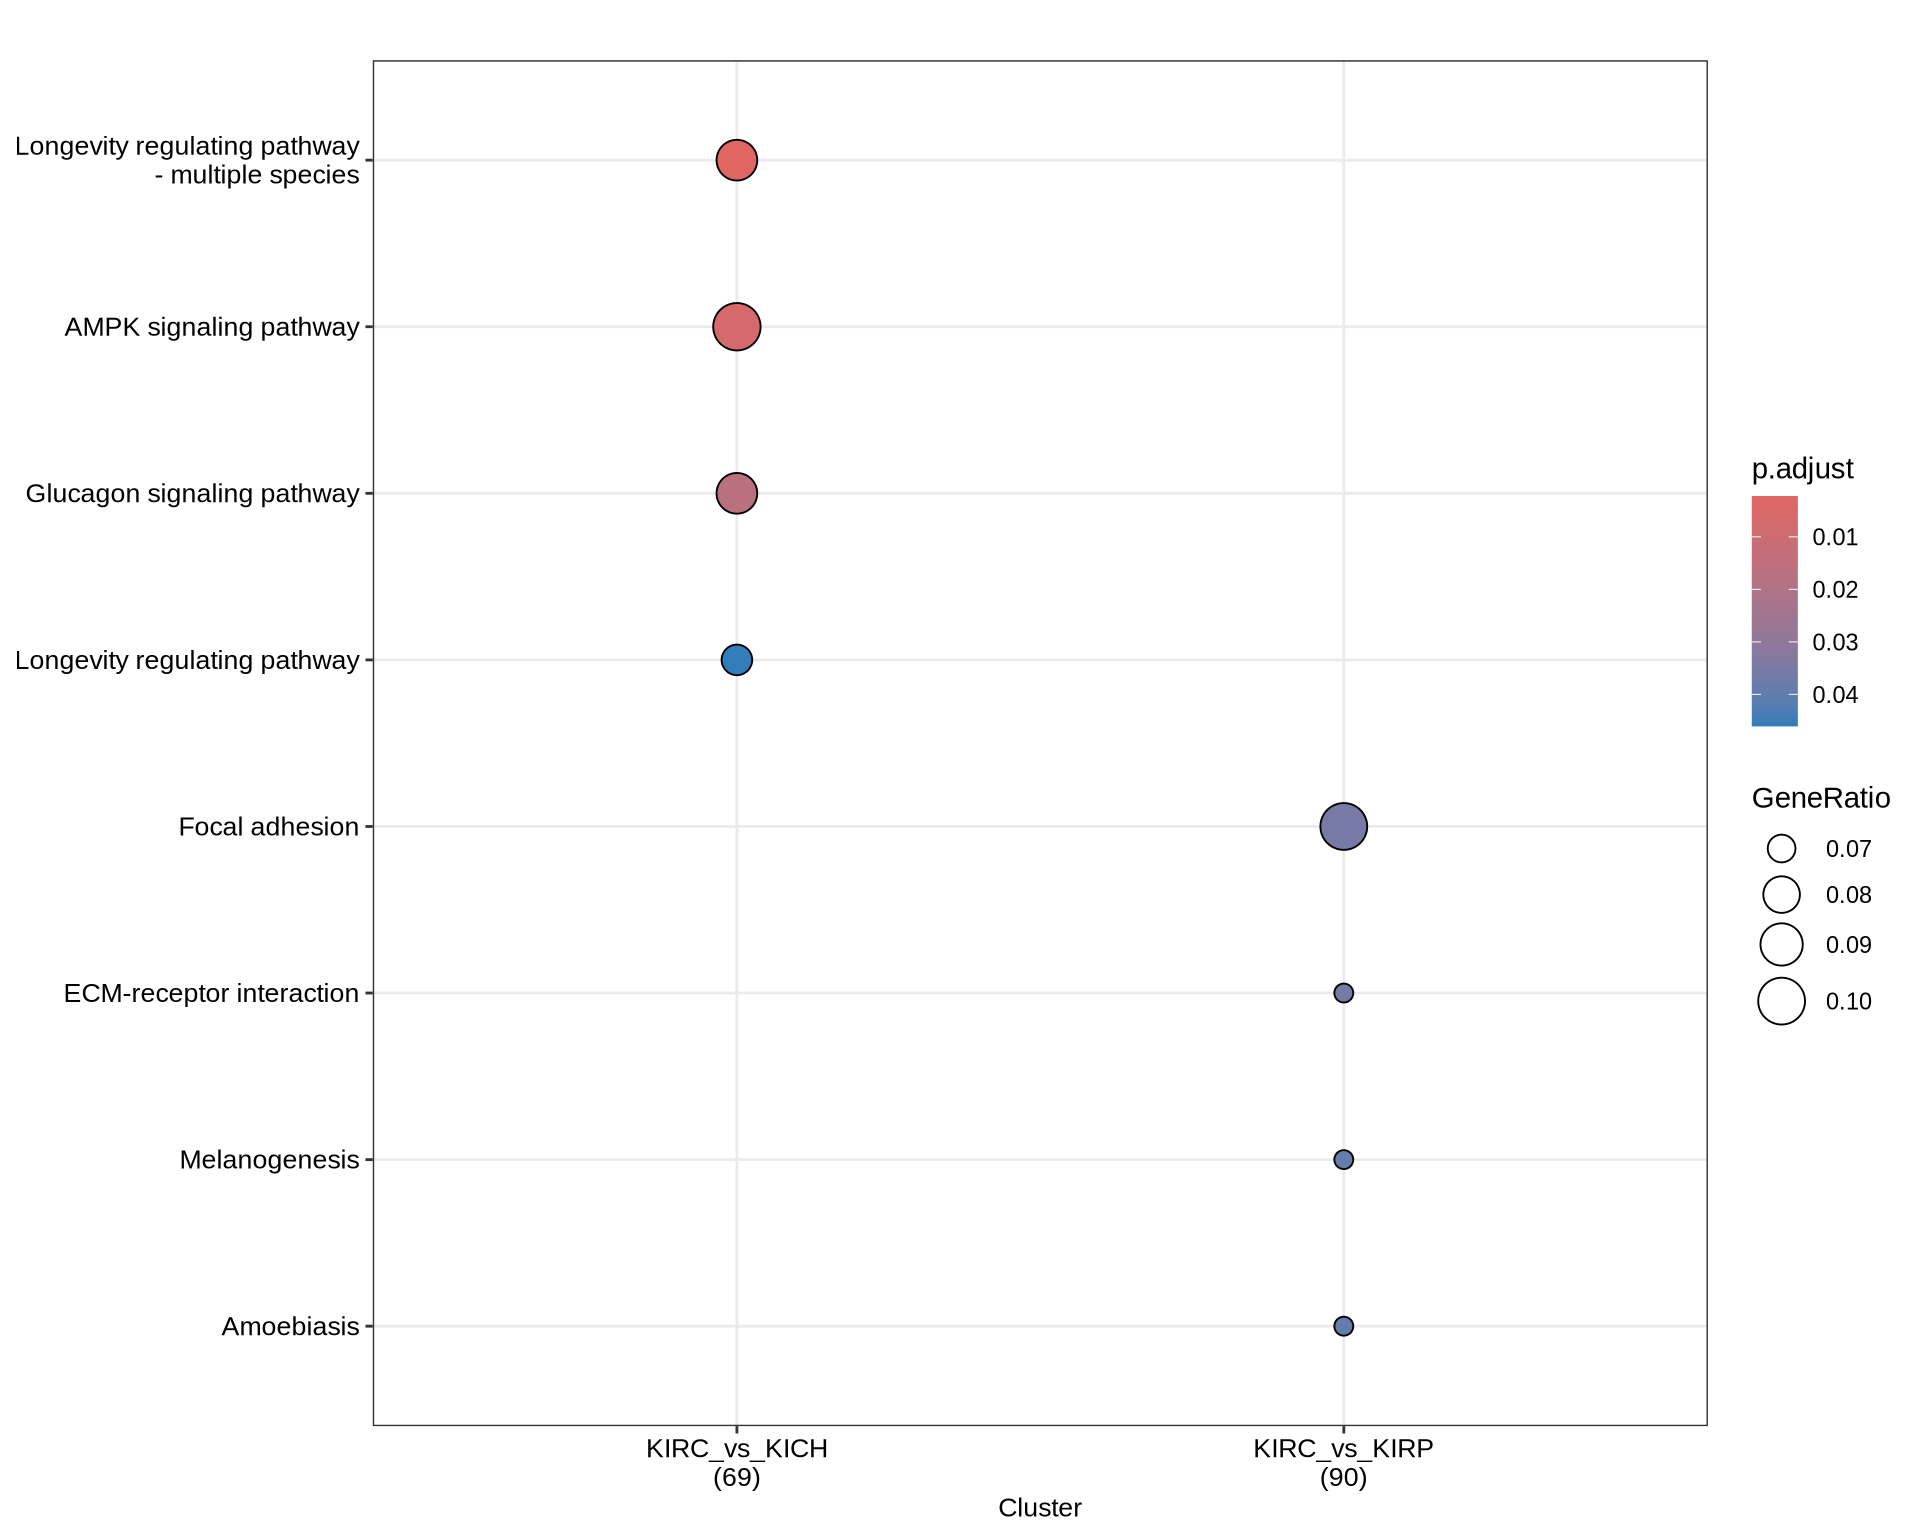 Longevity regulating pathway
- multiple species
AMPK signaling pathway
Glucagon signaling pathway
Longevity regulating pathway
Focal adhesion
ECM-receptor interaction
Melanogenesis
Amoebiasis
KIRC_vs_KICH
(69)
KIRC_vs_KIRP
(90)
Cluster
p.adjust
0.01
0.02
0.03
0.04
GeneRatio
0.07
0.08
0.09
0.10